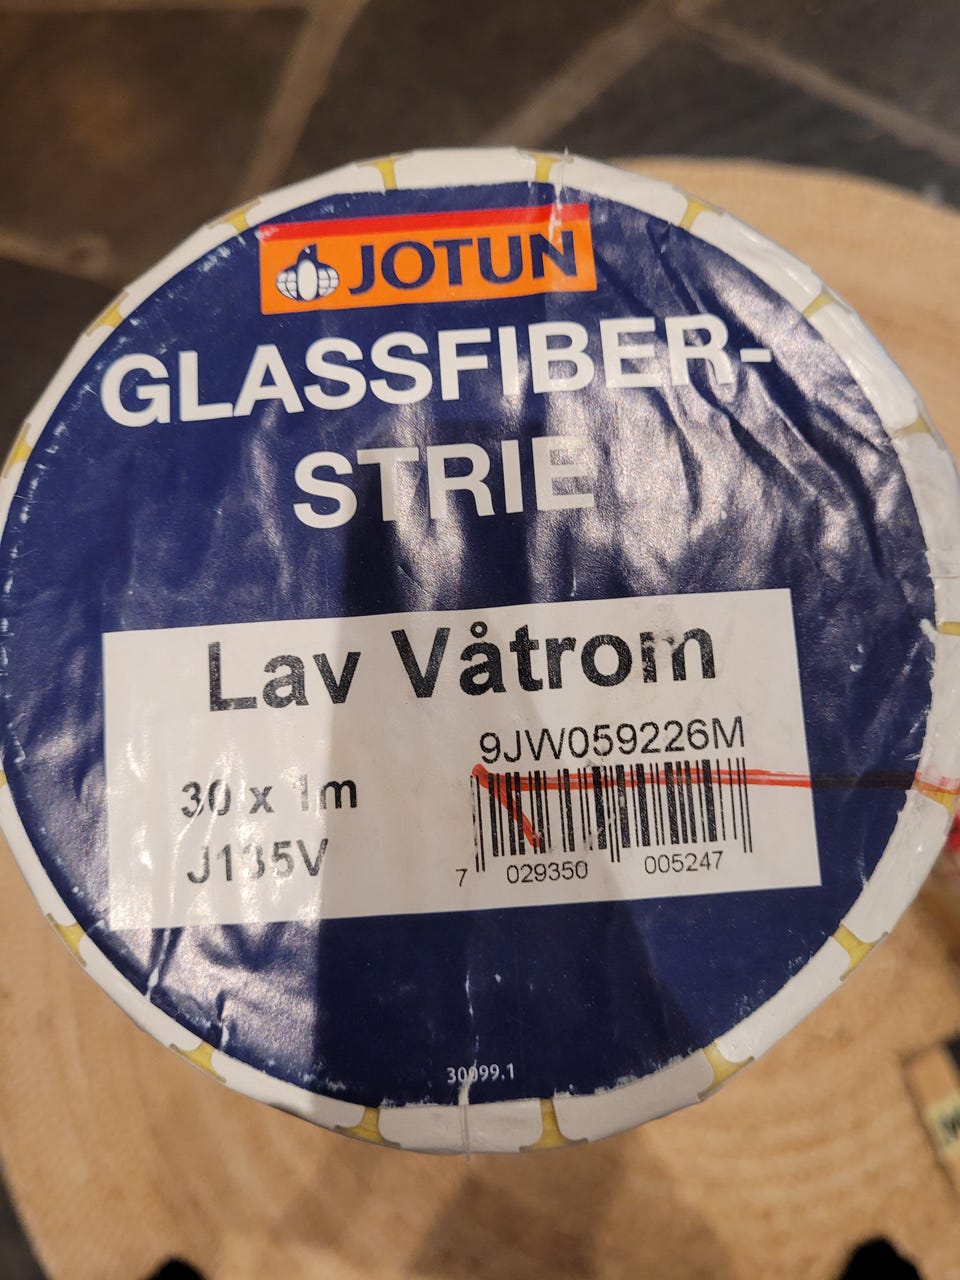 JOTUN
GLASSFIBER-
STRIE
Lav Våtrom
9JW059226M
30 x 1m
J135V
7 029350 005247
30099.1